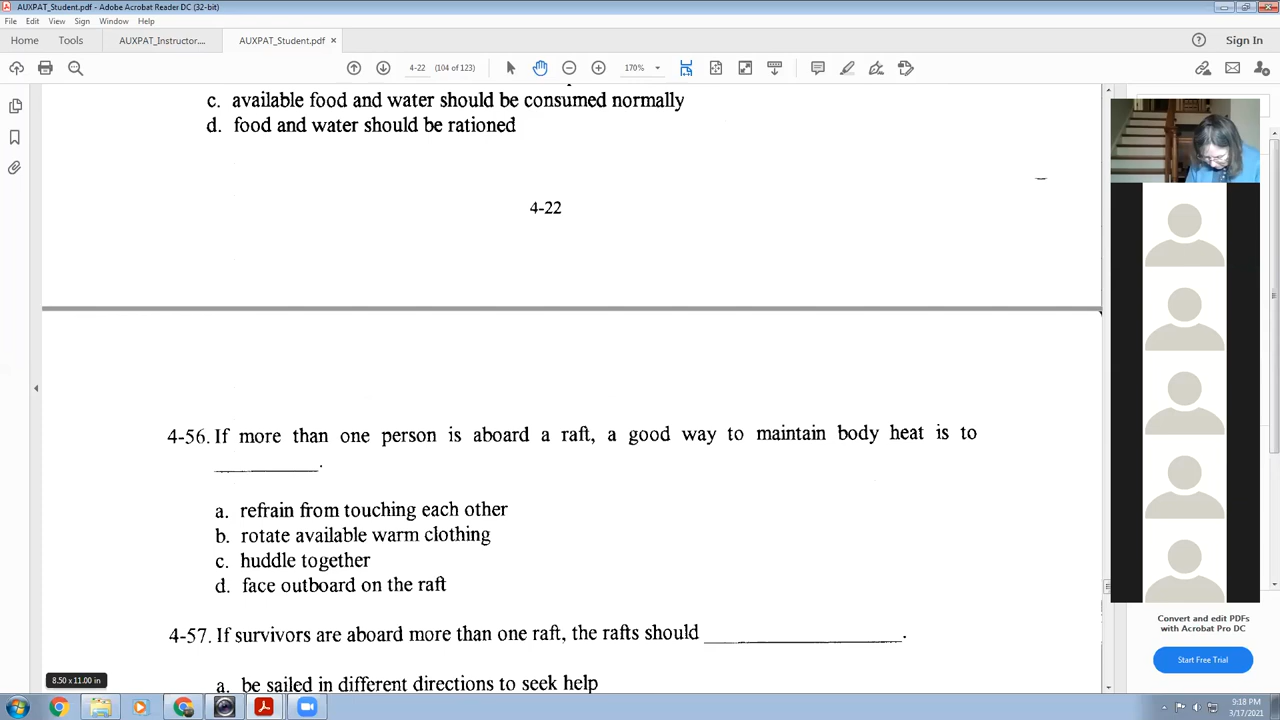 AUXPAT_Student.pdf - Adobe Acrobat Reader DC (32-bit)
File Edit View Sign Window Help
Home Tools AUXPAT_Instructor.... AUXPAT_Student.pdf × Sign In
4-22 (104 of 123) 170%
c. available food and water should be consumed normally
d. food and water should be rationed
4-22
4-56. If more than one person is aboard a raft, a good way to maintain body heat is to
__________.
a. refrain from touching each other
b. rotate available warm clothing
c. huddle together
d. face outboard on the raft
4-57. If survivors are aboard more than one raft, the rafts should ____________________.
a. be sailed in different directions to seek help
8.50 x 11.00 in
Convert and edit PDFs
with Acrobat Pro DC
Start Free Trial
9:18 PM
3/17/2021